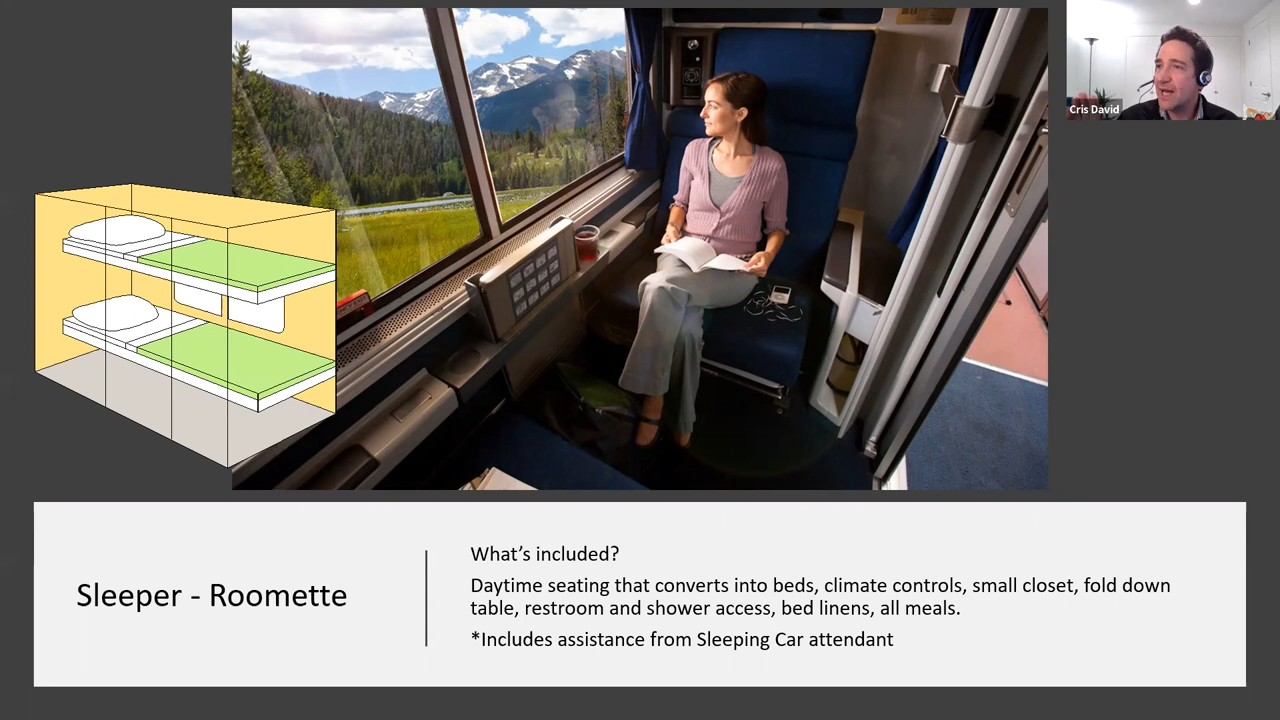 Cris David
Sleeper - Roomette
What's included?
Daytime seating that converts into beds, climate controls, small closet, fold down
table, restroom and shower access, bed linens, all meals.
*Includes assistance from Sleeping Car attendant